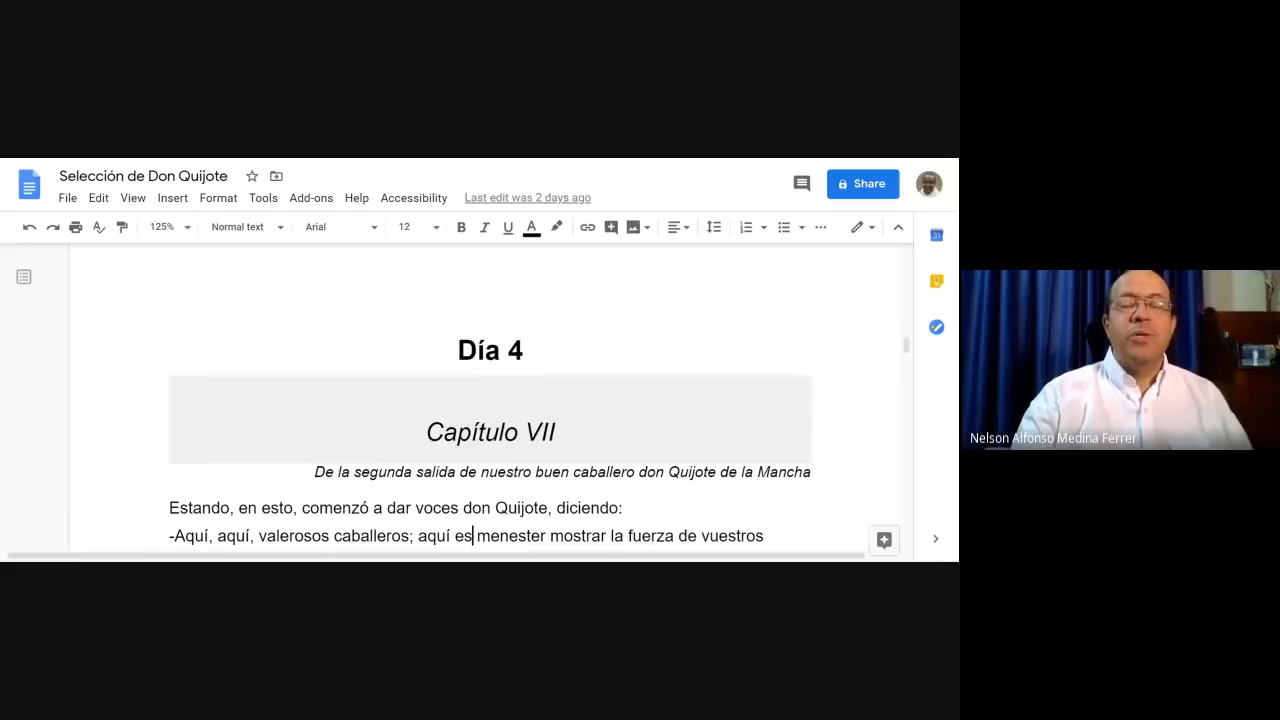 Selección de Don Quijote
File Edit View Insert Format Tools Add-ons Help Accessibility Last edit was 2 days ago
Share
125% Normal text Arial 12 B I U A
31
Día 4
Capítulo VII
De la segunda salida de nuestro buen caballero don Quijote de la Mancha
Estando, en esto, comenzó a dar voces don Quijote, diciendo:
-Aquí, aquí, valerosos caballeros; aquí es menester mostrar la fuerza de vuestros
Nelson Alfonso Medina Ferrer